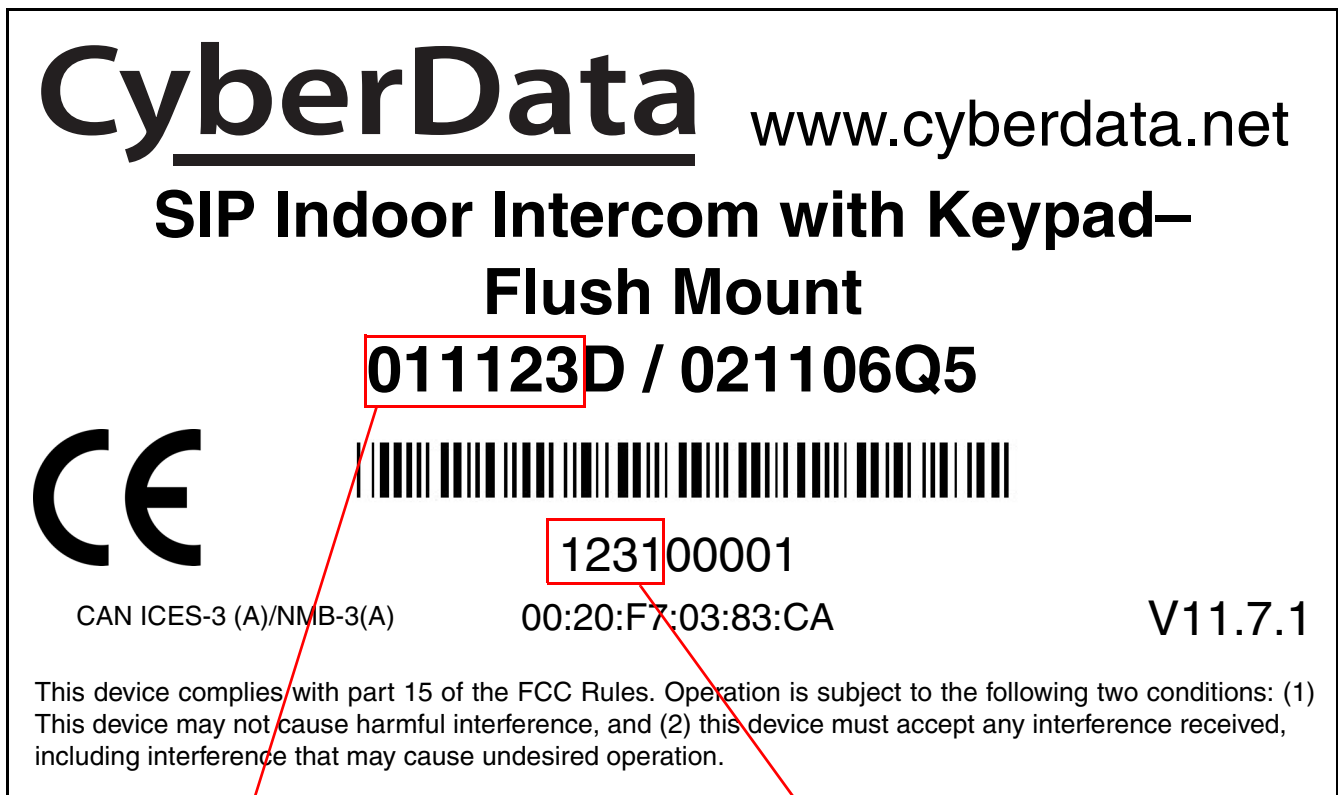 CyberData www.cyberdata.net
SIP Indoor Intercom with Keypad–
Flush Mount
011123D / 021106Q5
CE
123100001
CAN ICES-3 (A)/NMB-3(A) 00:20:F7:03:83:CA V11.7.1
This device complies with part 15 of the FCC Rules. Operation is subject to the following two conditions: (1)
This device may not cause harmful interference, and (2) this device must accept any interference received,
including interference that may cause undesired operation.